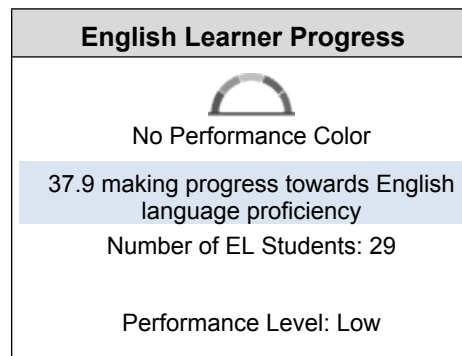 English Learner Progress
No Performance Color
37.9 making progress towards English
language proficiency
Number of EL Students: 29
Performance Level: Low